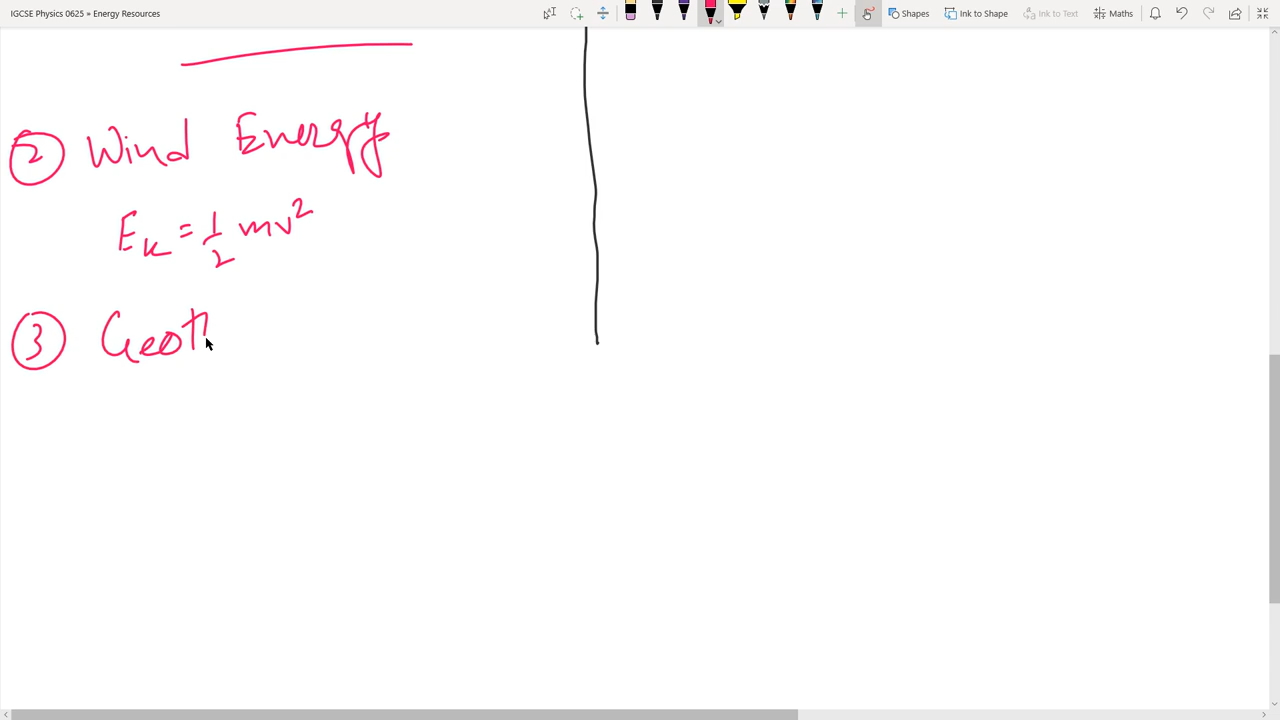 IGCSE Physics 0625 » Energy Resources
Shapes Ink to Shape Ink to Text Maths
② Wind Energy
E_K = 1/2 mv²
③ Geoth